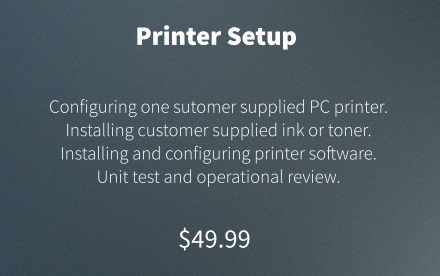 Printer Setup
Configuring one sutomer supplied PC printer.
Installing customer supplied ink or toner.
Installing and configuring printer software.
Unit test and operational review.
$49.99